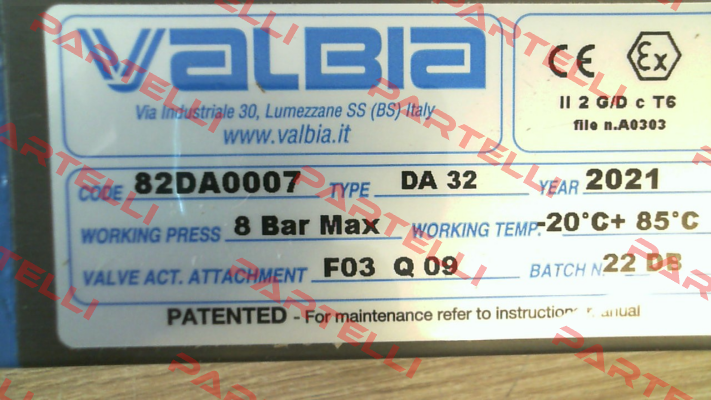 VALBIA
Via Industriale 30, Lumezzane SS (BS) Italy
www.valbia.it
CE Ex
II 2 G/D c T6
file n.A0303
CODE 82DA0007 TYPE DA 32 YEAR 2021
WORKING PRESS 8 Bar Max WORKING TEMP. -20°C+ 85°C
VALVE ACT. ATTACHMENT F03 Q 09 BATCH N. 22 DB
PATENTED - For maintenance refer to instructions manual
PARTELLI
PARTELLI
PARTELLI
PARTELLI
PARTELLI
PARTELLI
PARTELLI
PARTELLI